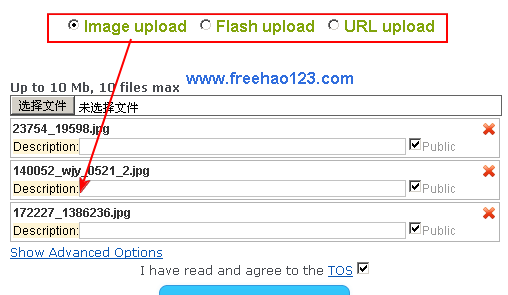 Image upload Flash upload URL upload
www.freehao123.com
Up to 10 Mb, 10 files max
选择文件 未选择文件
23754_19598.jpg
Description: Public
140052_wjy_0521_2.jpg
Description: Public
172227_1386236.jpg
Description: Public
Show Advanced Options
I have read and agree to the TOS